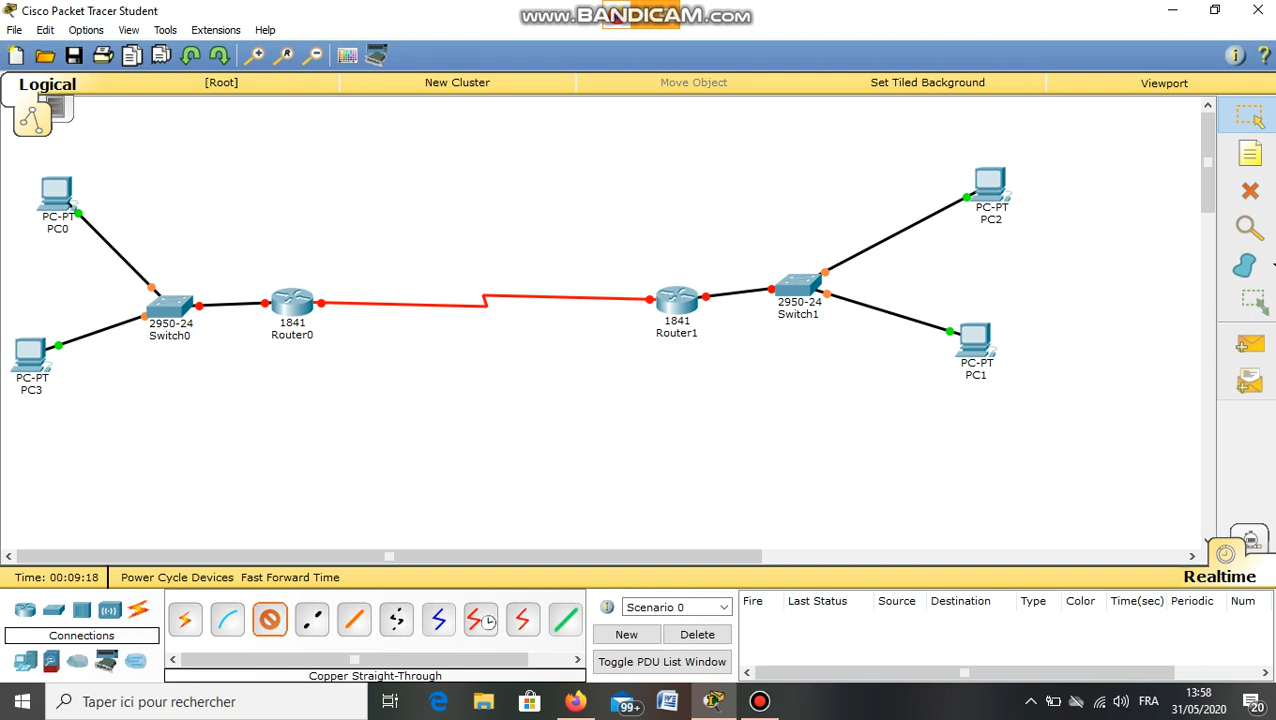 Cisco Packet Tracer Student
www.BANDICAM.com
File Edit Options View Tools Extensions Help
Logical [Root] New Cluster Move Object Set Tiled Background Viewport
PC-PT
PC0
PC-PT
PC2
2950-24
Switch0
1841
Router0
1841
Router1
2950-24
Switch1
PC-PT
PC3
PC-PT
PC1
Time: 00:09:18 Power Cycle Devices Fast Forward Time Realtime
Scenario 0
Fire Last Status Source Destination Type Color Time(sec) Periodic Num
Connections
New Delete
Toggle PDU List Window
Copper Straight-Through
Taper ici pour rechercher
99+
FRA
13:58
31/05/2020
20